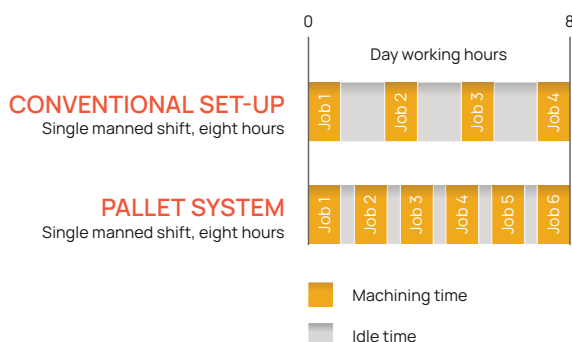 0 8
Day working hours
CONVENTIONAL SET-UP
Single manned shift, eight hours
Job 1
Job 2
Job 3
Job 4
PALLET SYSTEM
Single manned shift, eight hours
Job 1
Job 2
Job 3
Job 4
Job 5
Job 6
Machining time
Idle time